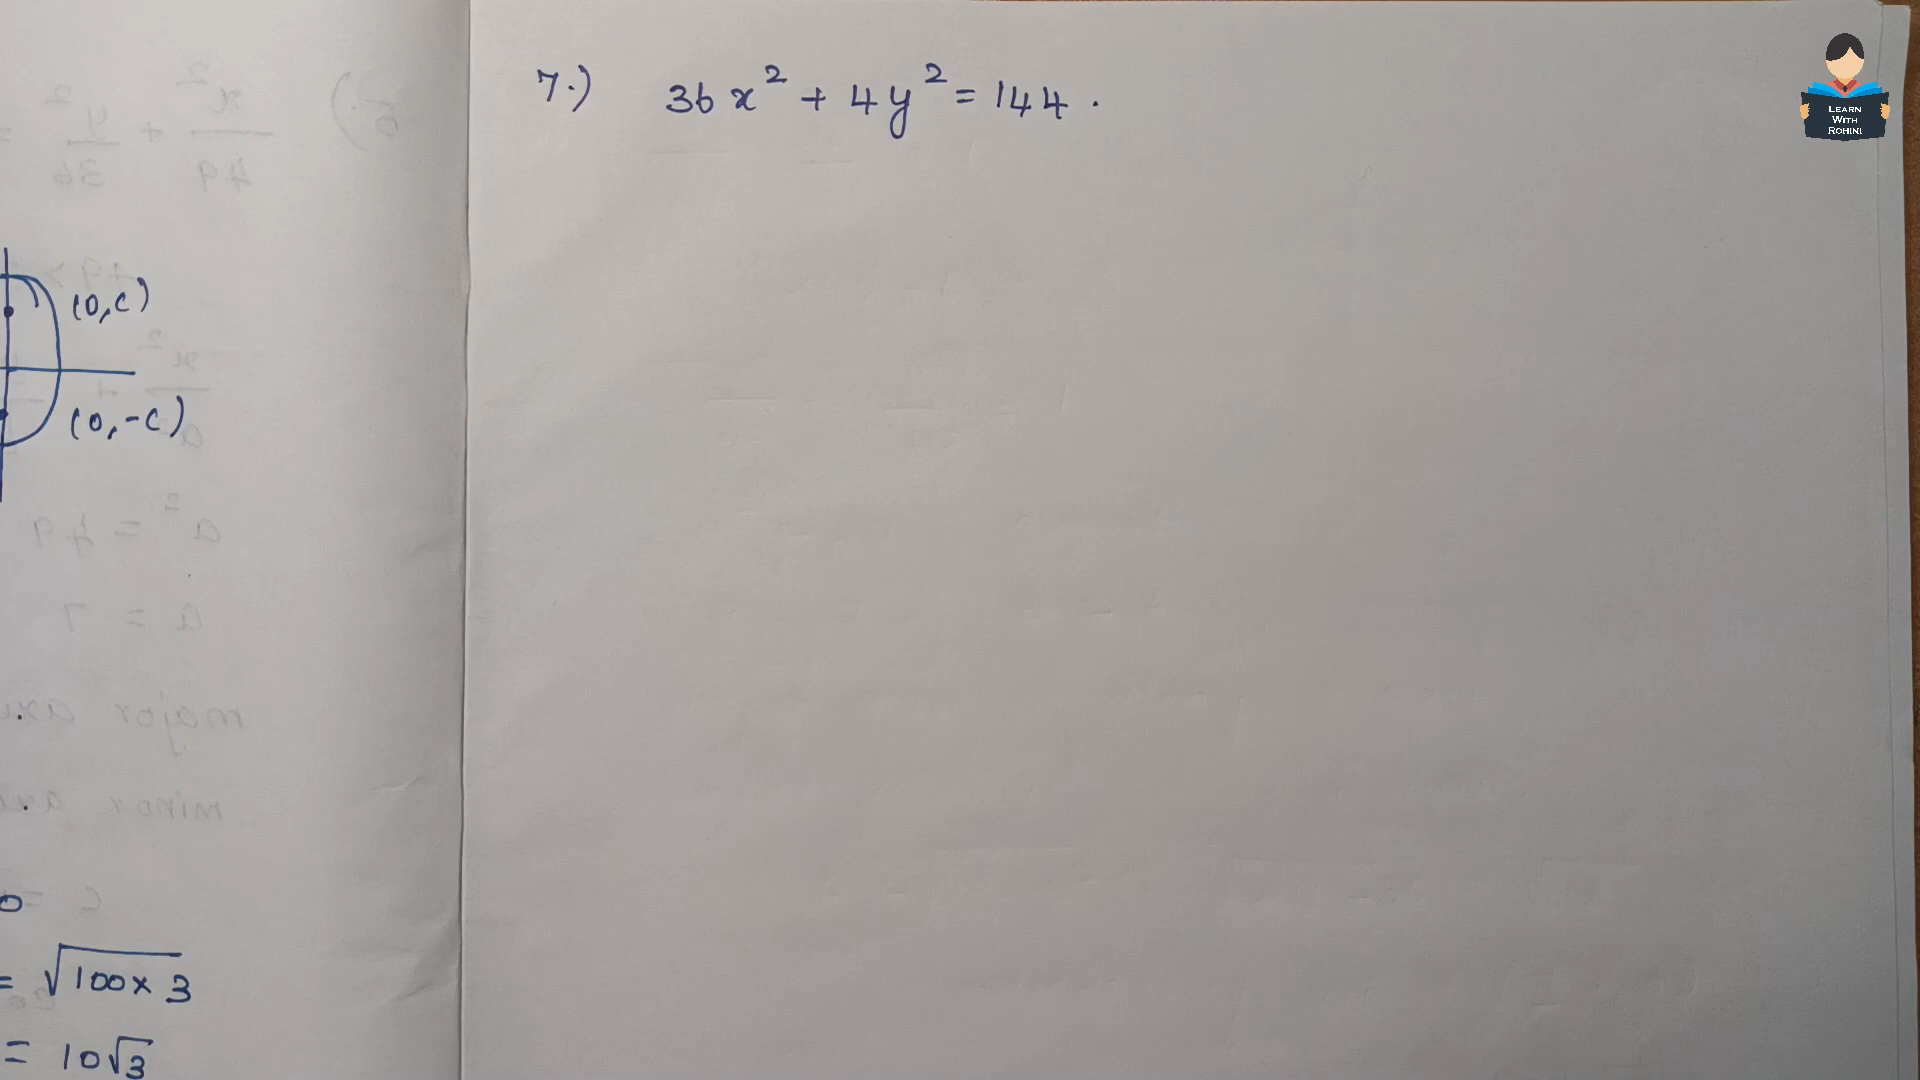 7.) 36x² + 4y² = 144.
LEARN
WITH
ROHINI
(0,c)
(0,-c)
= √100×3
= 10√3